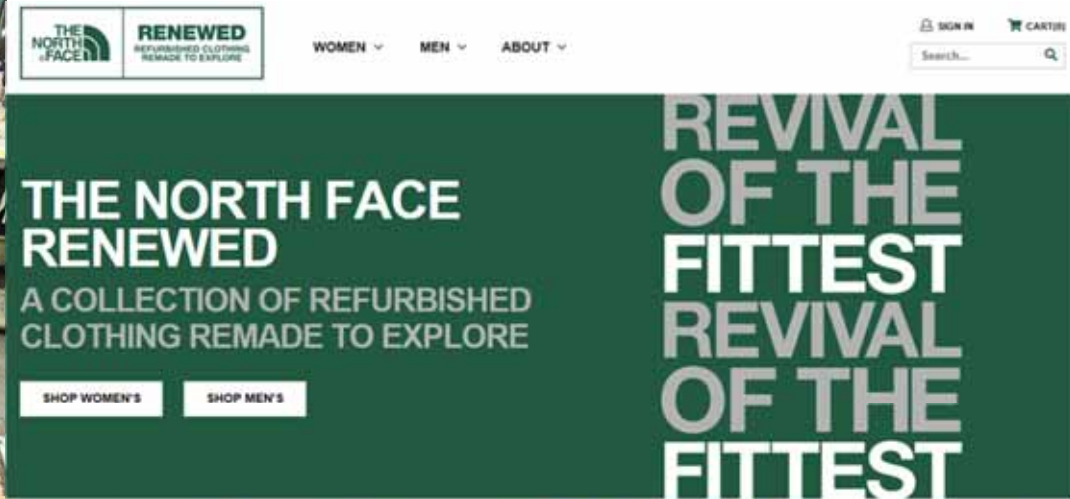 THE
NORTH
FACE
RENEWED
REFURBISHED CLOTHING
REMADE TO EXPLORE
WOMEN
MEN
ABOUT
SIGN IN
CART(0)
Search...
THE NORTH FACE
RENEWED
A COLLECTION OF REFURBISHED
CLOTHING REMADE TO EXPLORE
SHOP WOMEN'S
SHOP MEN'S
REVIVAL
OF THE
FITTEST
REVIVAL
OF THE
FITTEST